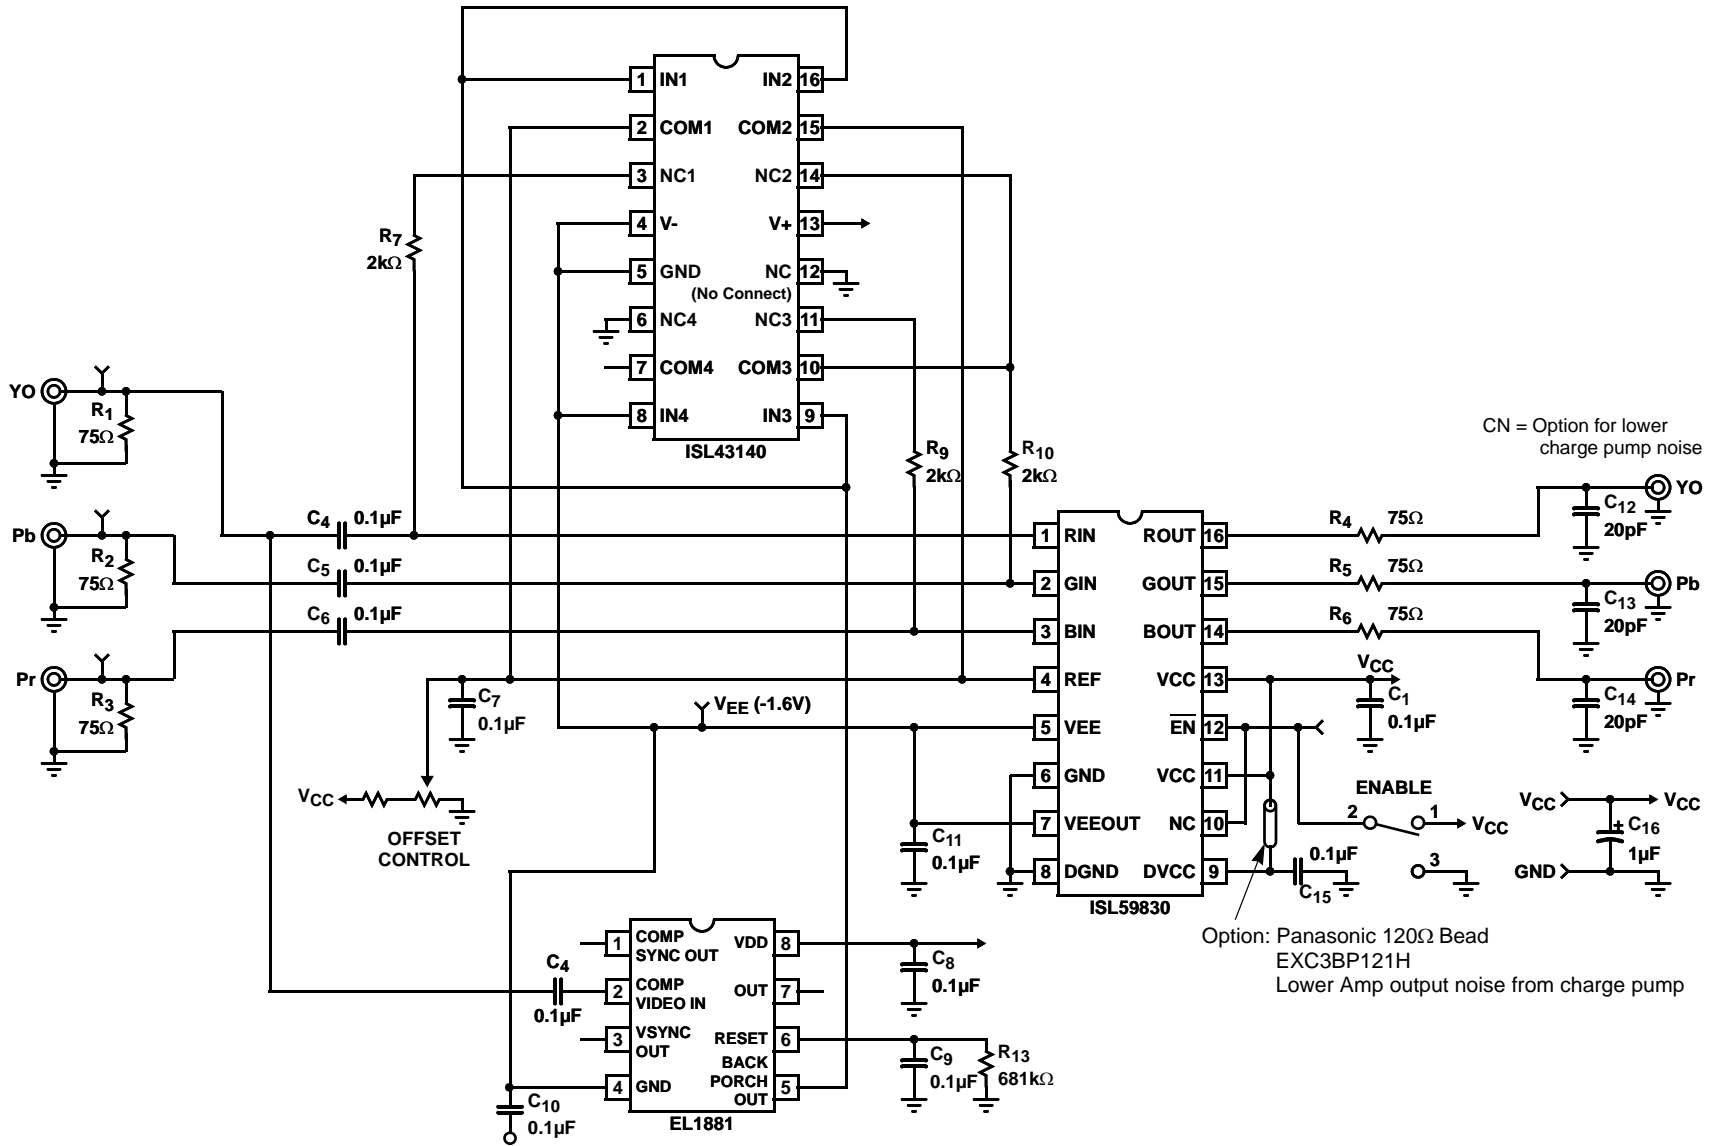 1 IN1 IN2 16
2 COM1 COM2 15
3 NC1 NC2 14
4 V- V+ 13
5 GND NC 12
(No Connect)
6 NC4 NC3 11
7 COM4 COM3 10
8 IN4 IN3 9
ISL43140
R7
2kΩ
YO
R1
75Ω
Pb
R2
75Ω
Pr
R3
75Ω
C4 0.1µF
C5 0.1µF
C6 0.1µF
R9
2kΩ
R10
2kΩ
C7
0.1µF
VCC
OFFSET
CONTROL
VEE (-1.6V)
C11
0.1µF
1 RIN ROUT 16
2 GIN GOUT 15
3 BIN BOUT 14
4 REF VCC 13
5 VEE EN 12
6 GND VCC 11
7 VEEOUT NC 10
8 DGND DVCC 9
ISL59830
CN = Option for lower
charge pump noise
R4 75Ω
R5 75Ω
R6 75Ω
C12
20pF
YO
C13
20pF
Pb
C14
20pF
Pr
VCC
C1
0.1µF
ENABLE
2 1
VCC
3
0.1µF
C15
VCC VCC
C16
+
1µF
GND
Option: Panasonic 120Ω Bead
EXC3BP121H
Lower Amp output noise from charge pump
1 COMP
SYNC OUT
VDD 8
2 COMP
VIDEO IN
OUT 7
3 VSYNC
OUT
RESET 6
4 GND
BACK
PORCH
OUT
5
EL1881
C4
0.1µF
C10
0.1µF
C8
0.1µF
C9
0.1µF
R13
681kΩ